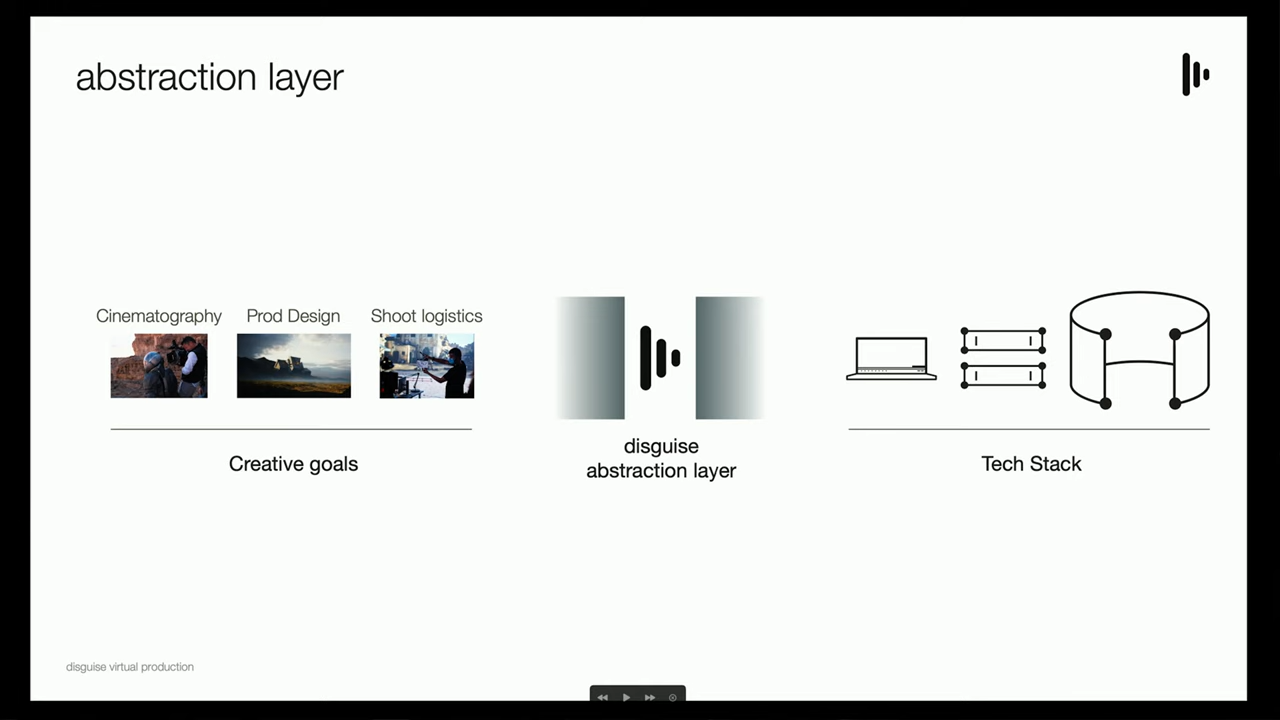 abstraction layer
Cinematography
Prod Design
Shoot logistics
Creative goals
disguise
abstraction layer
Tech Stack
disguise virtual production